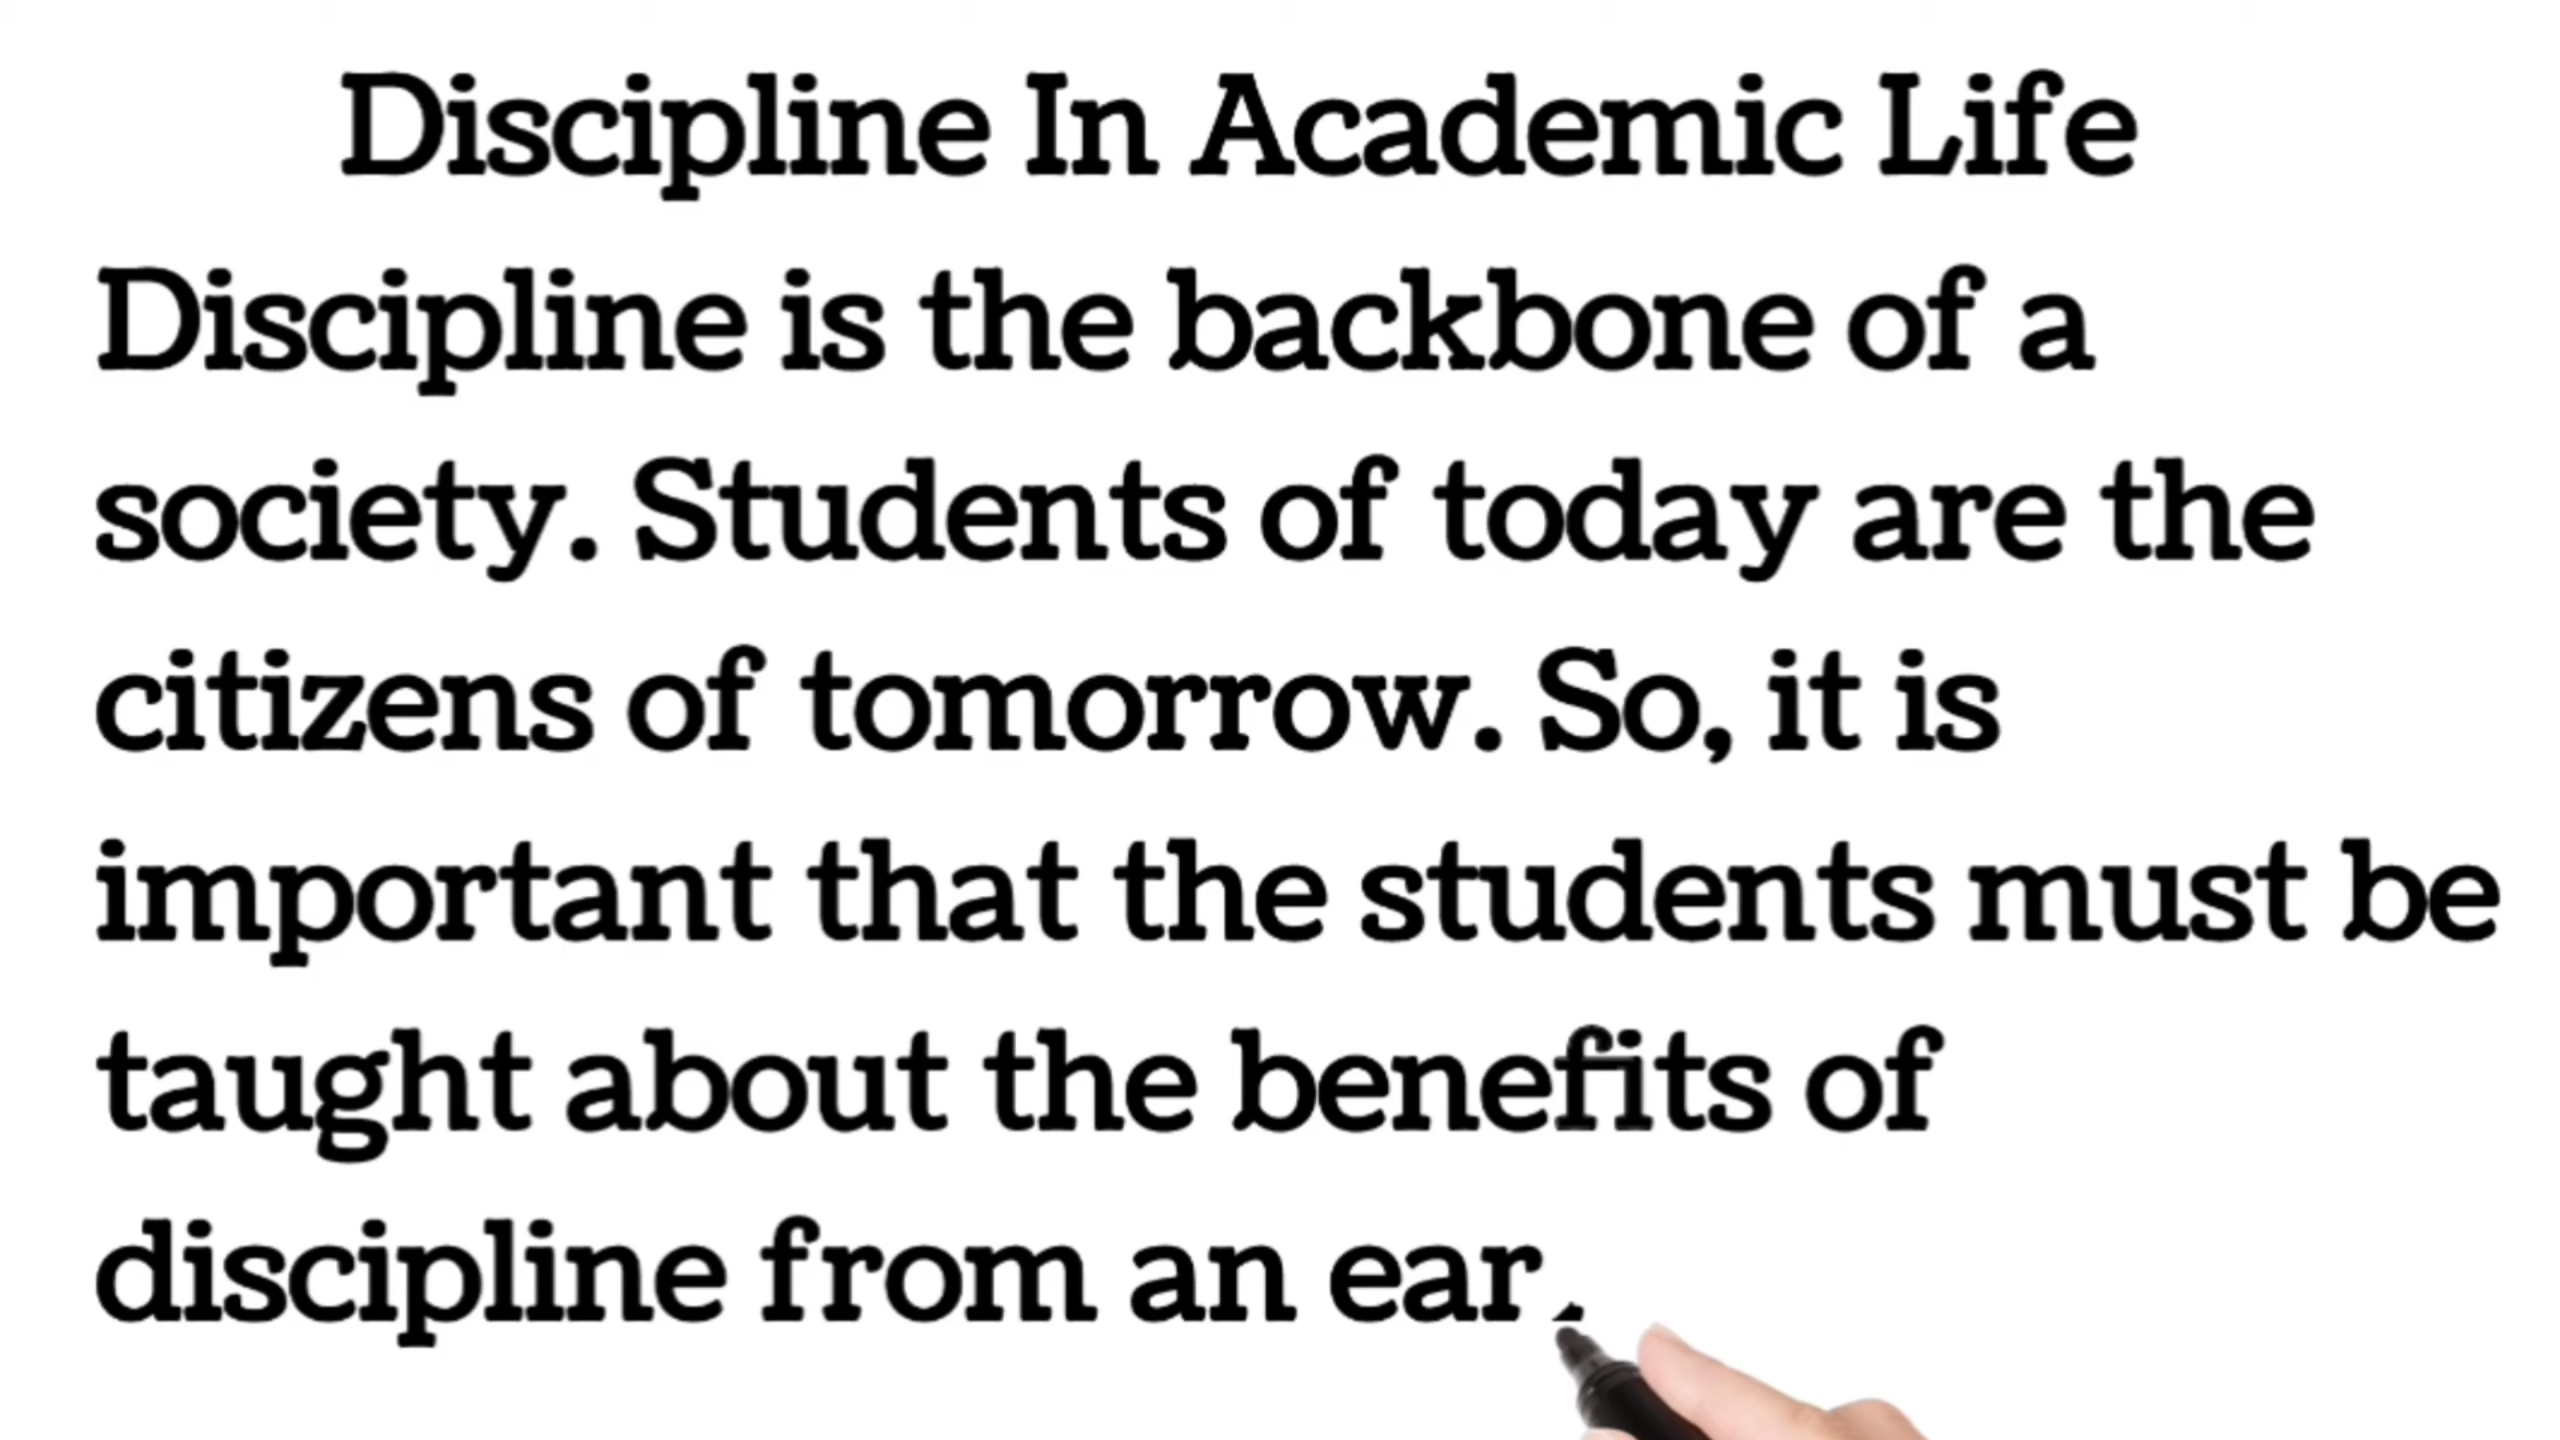 Discipline In Academic Life
Discipline is the backbone of a
society. Students of today are the
citizens of tomorrow. So, it is
important that the students must be
taught about the benefits of
discipline from an ear